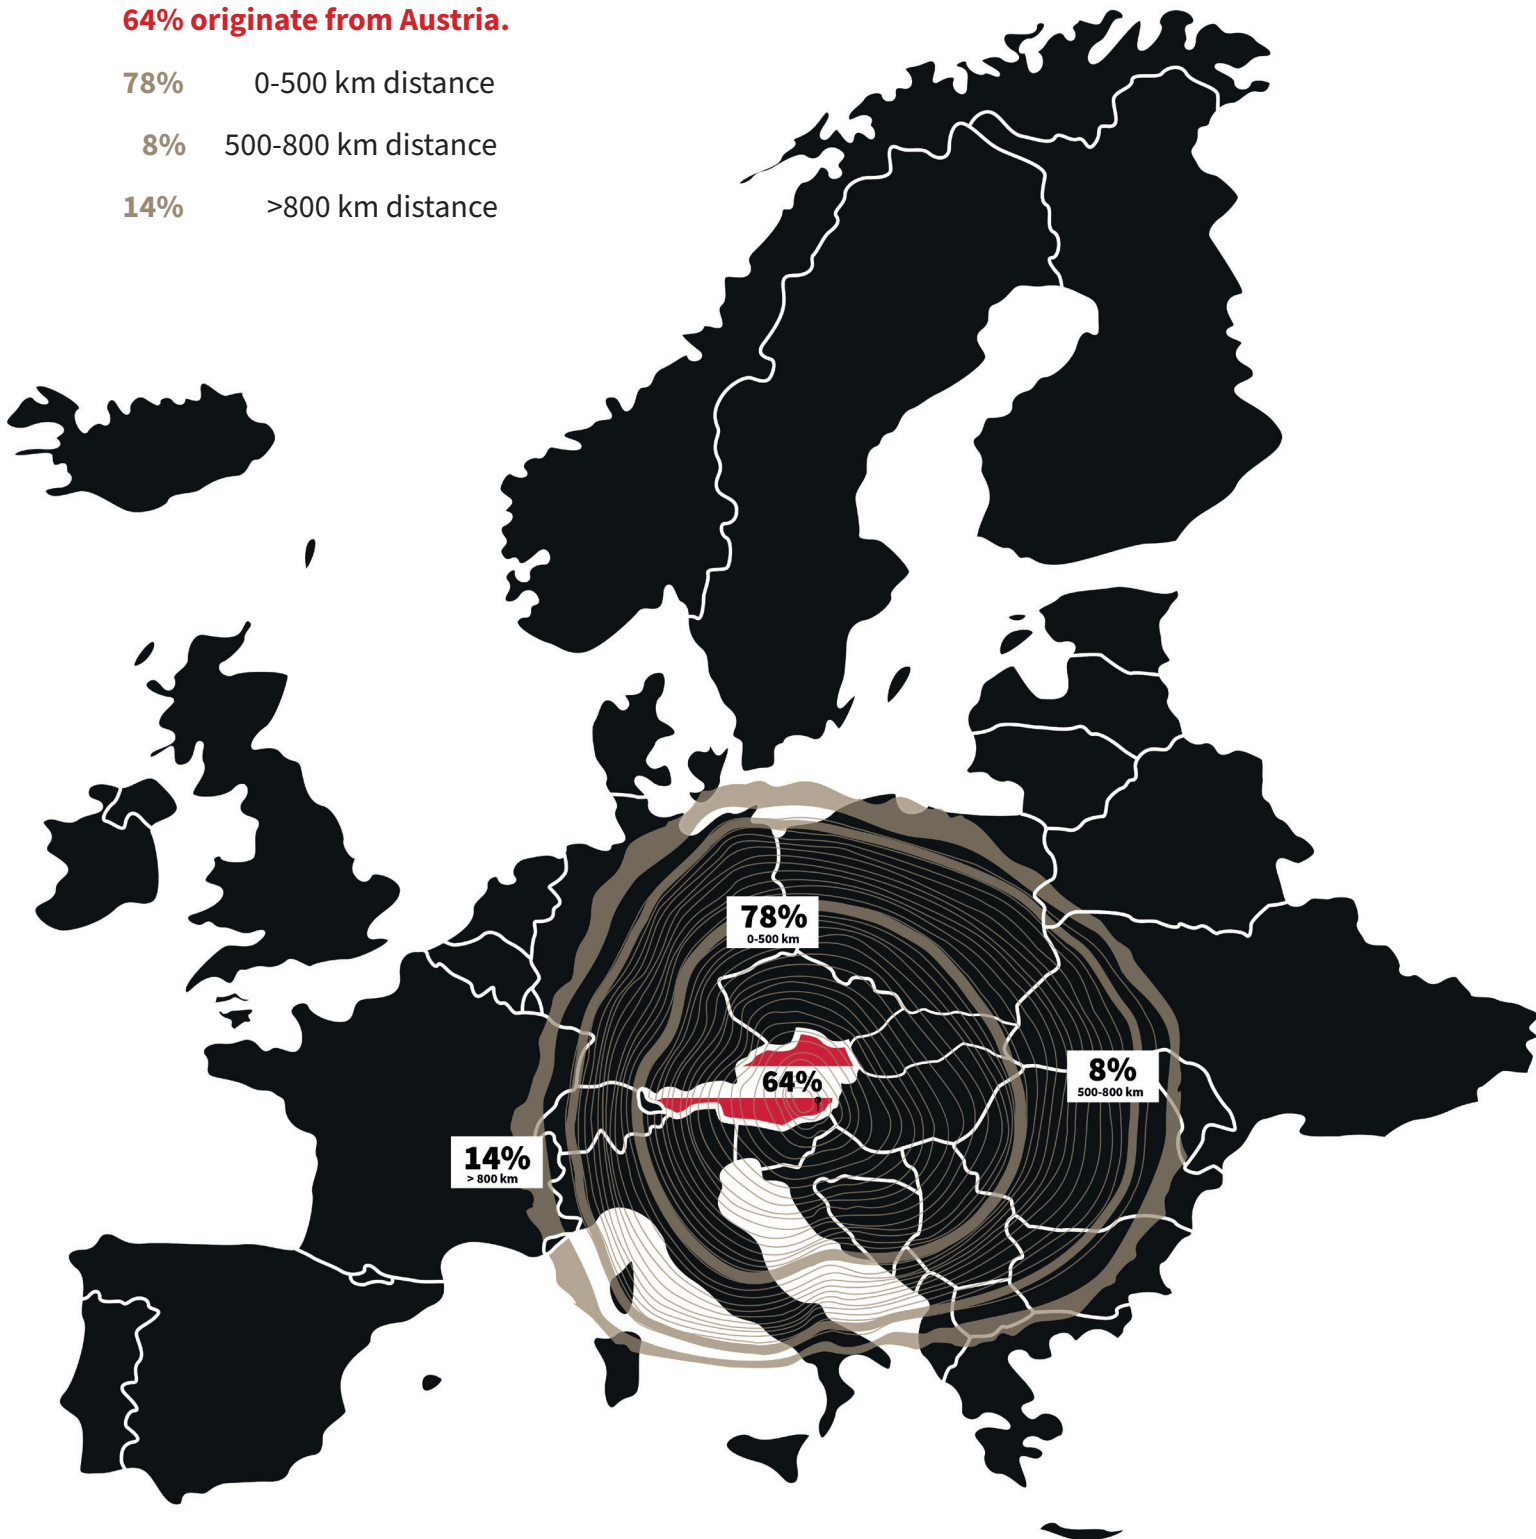 64% originate from Austria.
78% 0-500 km distance
8% 500-800 km distance
14% >800 km distance
78%
0-500 km
64%
8%
500-800 km
14%
> 800 km